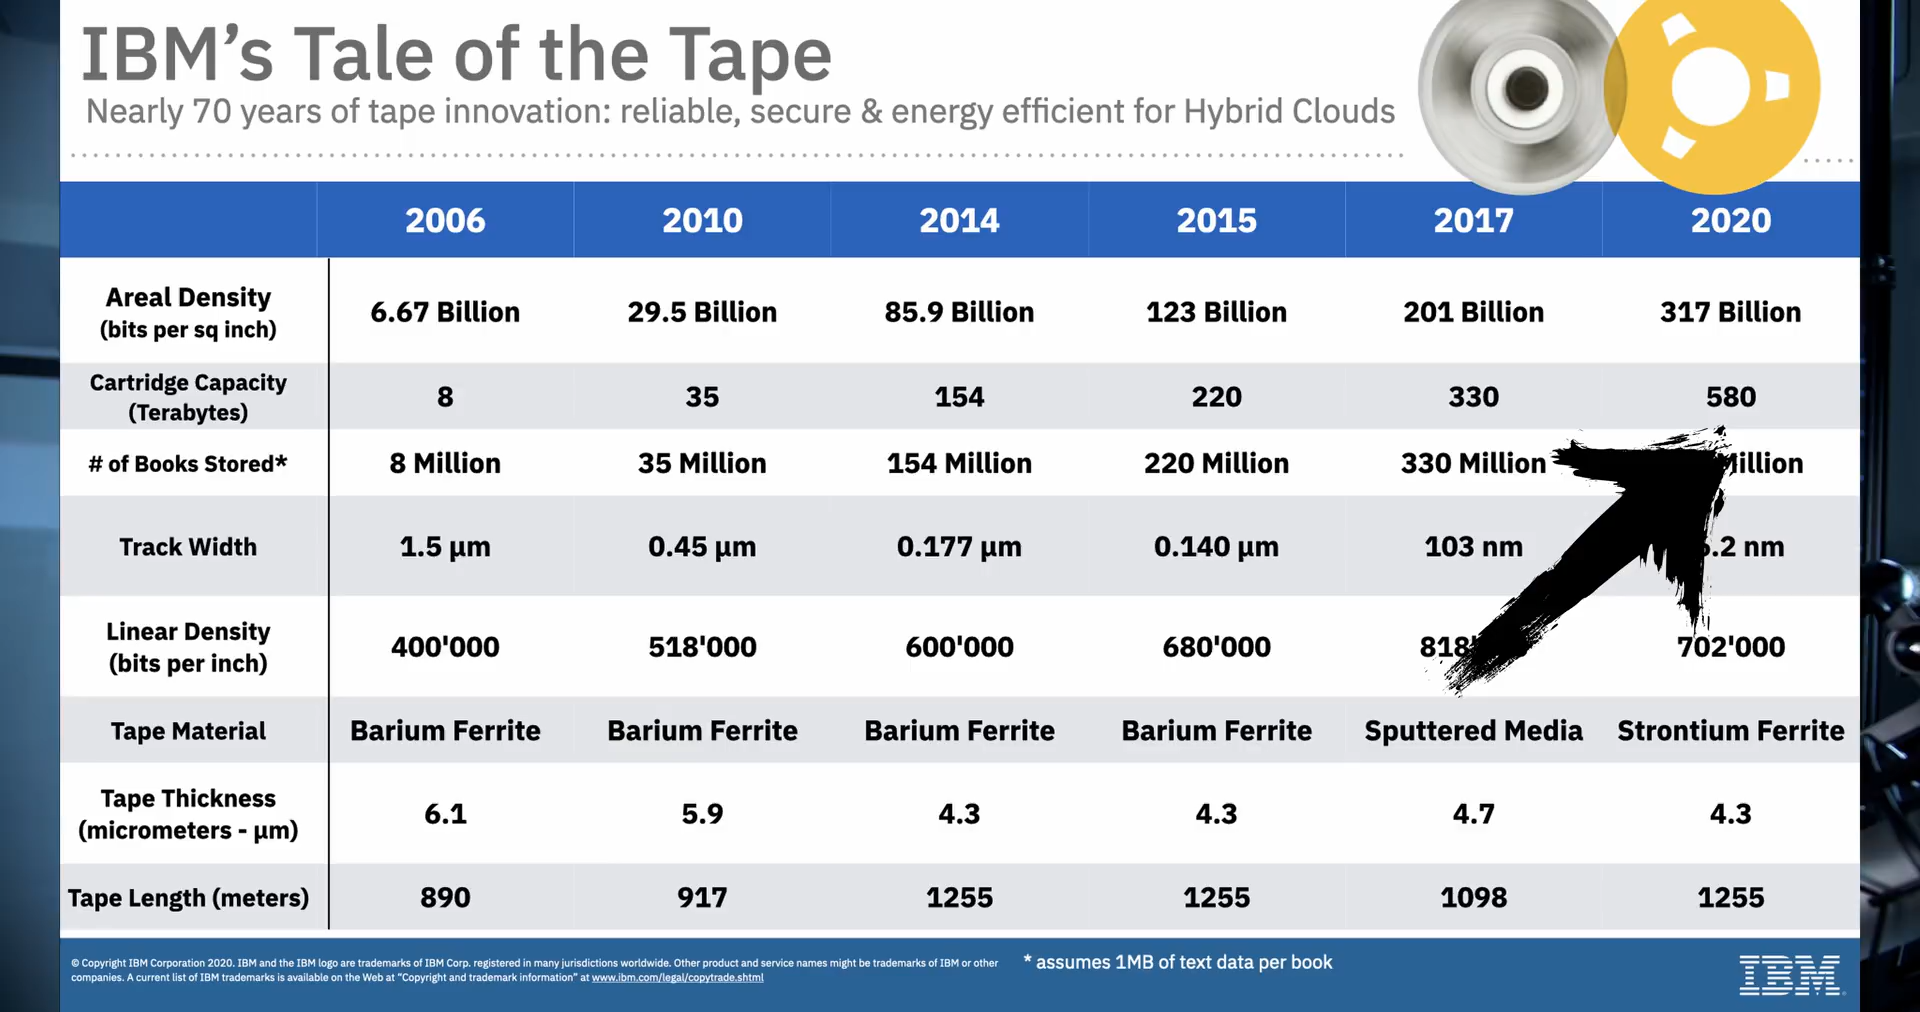 IBM's Tale of the Tape
Nearly 70 years of tape innovation: reliable, secure & energy efficient for Hybrid Clouds
2006 2010 2014 2015 2017 2020
Areal Density
(bits per sq inch)
6.67 Billion 29.5 Billion 85.9 Billion 123 Billion 201 Billion 317 Billion
Cartridge Capacity
(Terabytes)
8 35 154 220 330 580
# of Books Stored* 8 Million 35 Million 154 Million 220 Million 330 Million
Track Width 1.5 µm 0.45 µm 0.177 µm 0.140 µm 103 nm nm
Linear Density
(bits per inch)
400'000 518'000 600'000 680'000 702'000
Tape Material Barium Ferrite Barium Ferrite Barium Ferrite Barium Ferrite Sputtered Media Strontium Ferrite
Tape Thickness
(micrometers - µm)
6.1 5.9 4.3 4.3 4.7 4.3
Tape Length (meters) 890 917 1255 1255 1098 1255
© Copyright IBM Corporation 2020. IBM and the IBM logo are trademarks of IBM Corp. registered in many jurisdictions worldwide. Other product and service names might be trademarks of IBM or other
companies. A current list of IBM trademarks is available on the Web at “Copyright and trademark information” at www.ibm.com/legal/copytrade.shtml
* assumes 1MB of text data per book
IBM